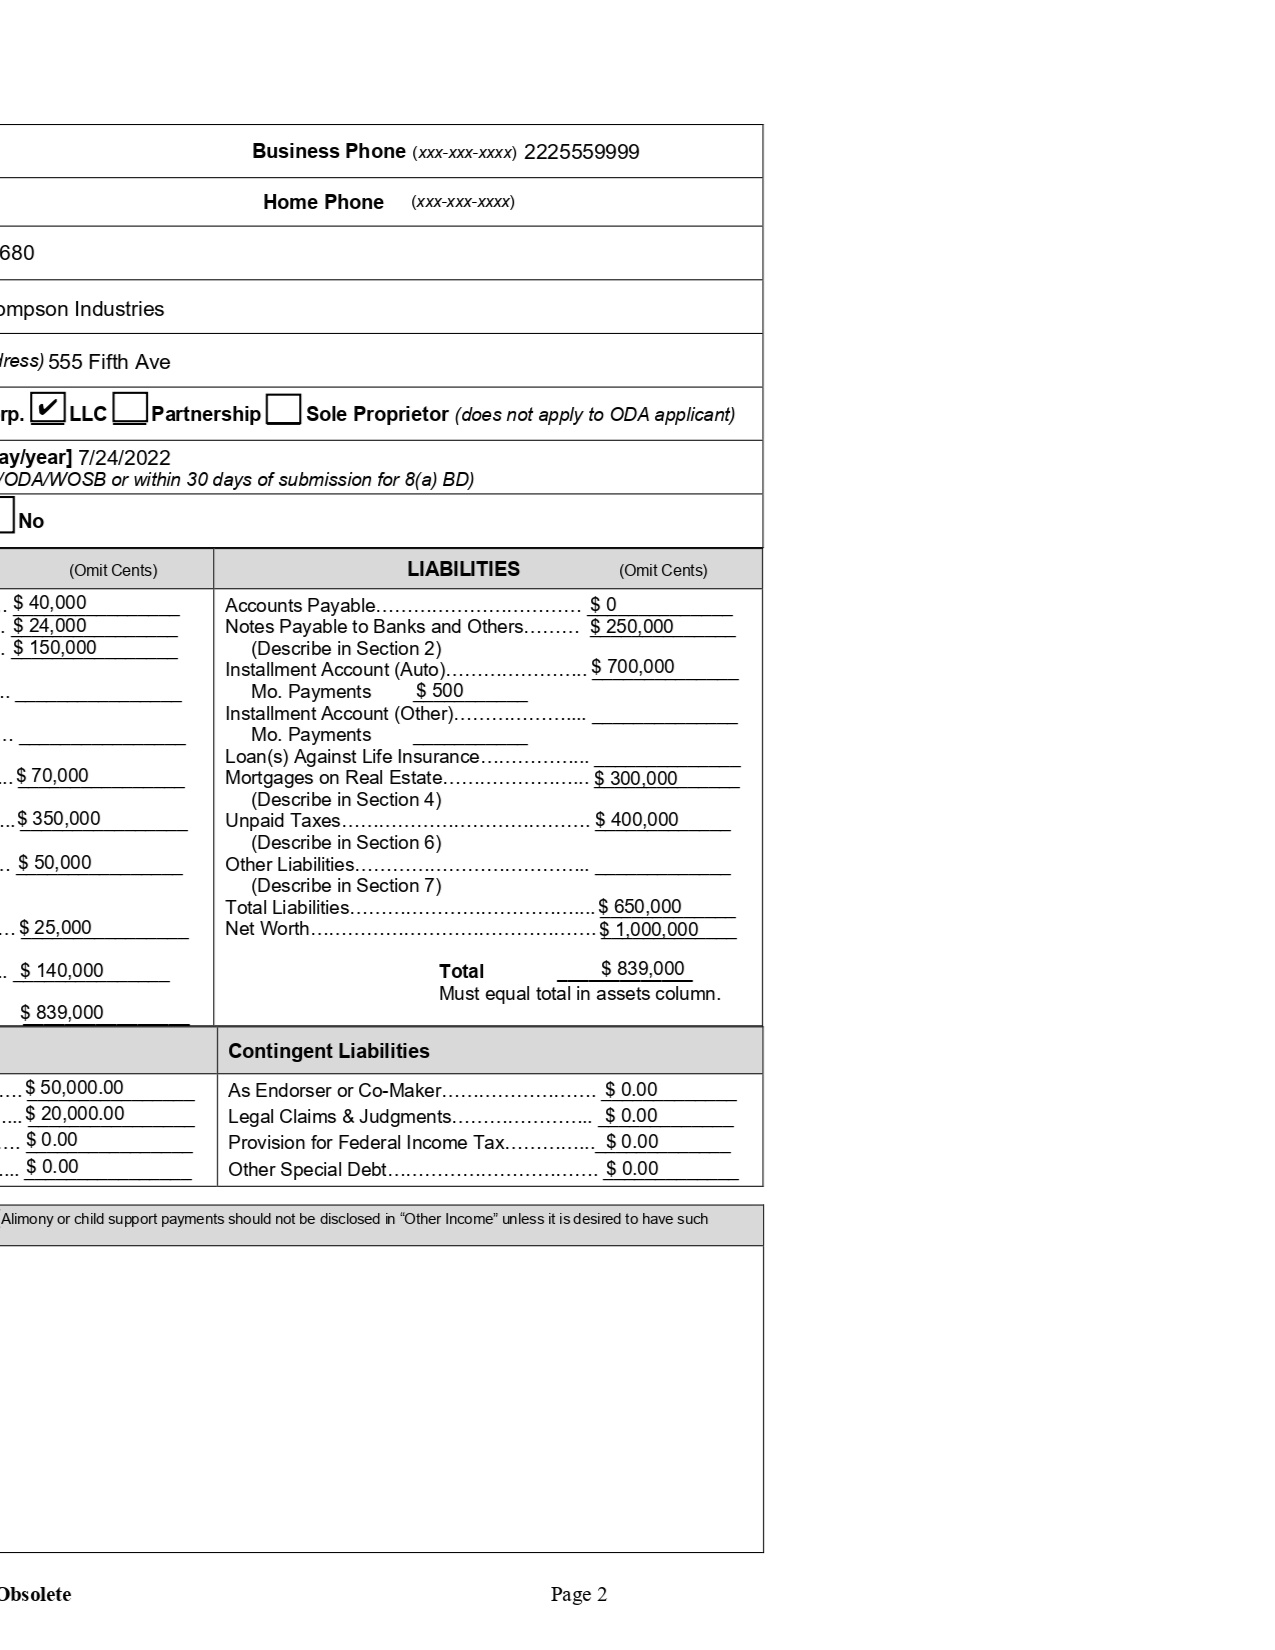 Business Phone (xxx-xxx-xxxx) 2225559999
Home Phone (xxx-xxx-xxxx)
680
ompson Industries
dress) 555 Fifth Ave
rp. ✔ LLC Partnership Sole Proprietor (does not apply to ODA applicant)
ay/year] 7/24/2022
/ODA/WOSB or within 30 days of submission for 8(a) BD)
No
(Omit Cents) LIABILITIES (Omit Cents)
. $ 40,000 Accounts Payable……………………………… $ 0
. $ 24,000 Notes Payable to Banks and Others……… $ 250,000
. $ 150,000 (Describe in Section 2)
Installment Account (Auto)………………….. $ 700,000
.. Mo. Payments $ 500
Installment Account (Other)………………....
.. Mo. Payments
Loan(s) Against Life Insurance……………...
...$ 70,000 Mortgages on Real Estate…………………... $ 300,000
(Describe in Section 4)
...$ 350,000 Unpaid Taxes………………………………… $ 400,000
(Describe in Section 6)
.. $ 50,000 Other Liabilities………………………………..
(Describe in Section 7)
Total Liabilities………………………………....$ 650,000
...$ 25,000 Net Worth………………………………………$ 1,000,000
.. $ 140,000 Total $ 839,000
Must equal total in assets column.
$ 839,000
Contingent Liabilities
....$ 50,000.00 As Endorser or Co-Maker…………………. $ 0.00
....$ 20,000.00 Legal Claims & Judgments………………….. $ 0.00
.... $ 0.00 Provision for Federal Income Tax…………... $ 0.00
.... $ 0.00 Other Special Debt…………………………… $ 0.00
Alimony or child support payments should not be disclosed in “Other Income” unless it is desired to have such
Obsolete Page 2